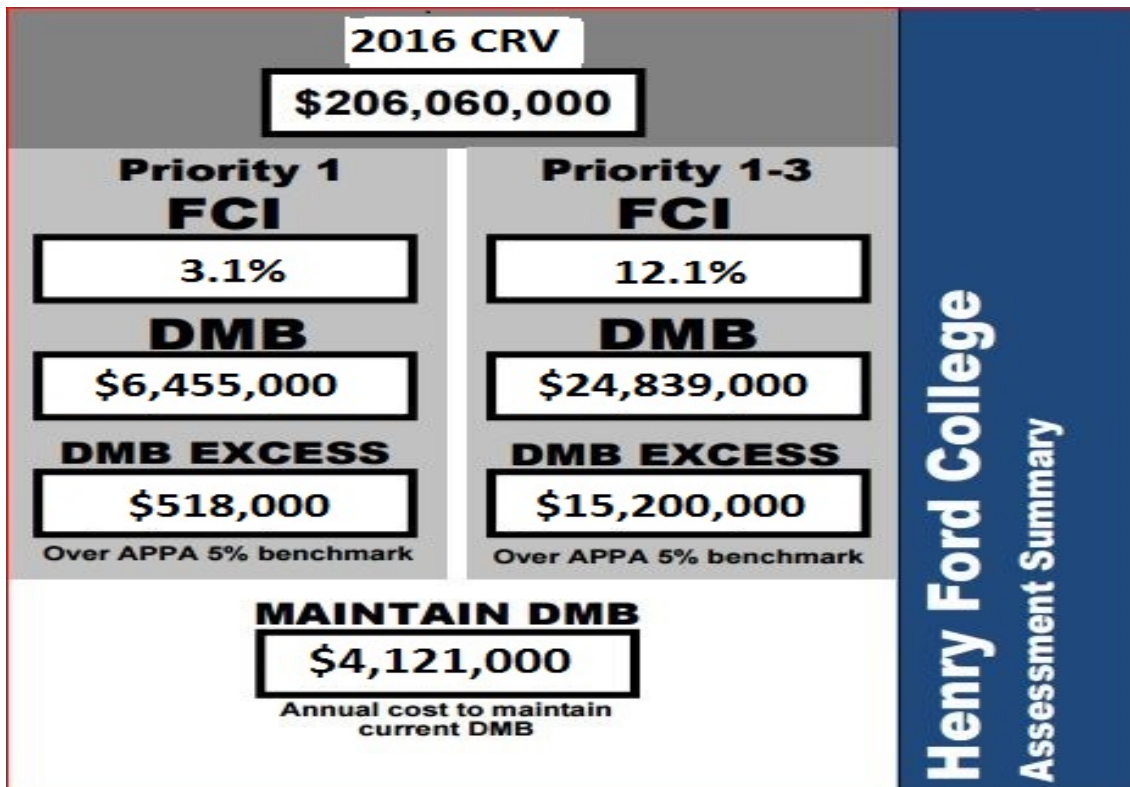 2016 CRV
$206,060,000
Priority 1
FCI
3.1%
DMB
$6,455,000
DMB EXCESS
$518,000
Over APPA 5% benchmark
Priority 1-3
FCI
12.1%
DMB
$24,839,000
DMB EXCESS
$15,200,000
Over APPA 5% benchmark
MAINTAIN DMB
$4,121,000
Annual cost to maintain
current DMB
Henry Ford College
Assessment Summary